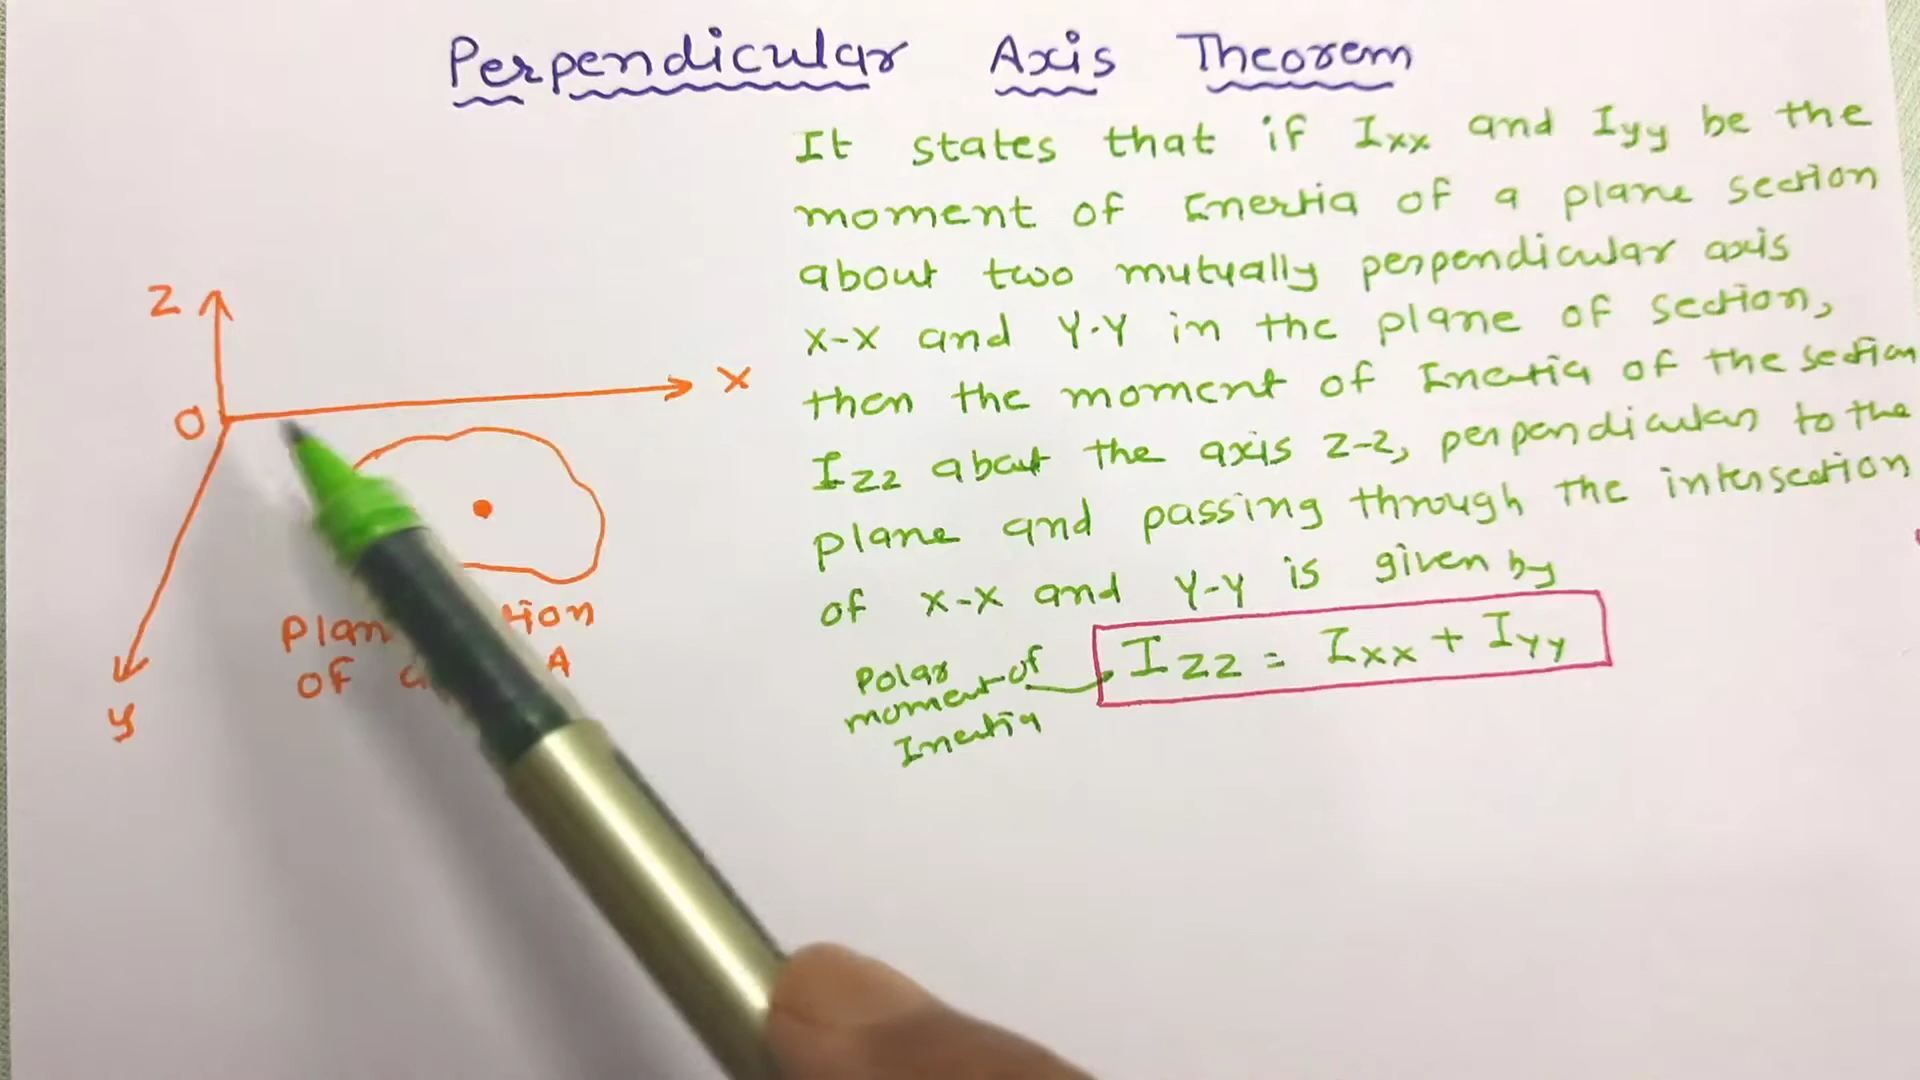 Perpendicular Axis Theorem
It states that if Ixx and Iyy be the
moment of Inertia of a plane section
about two mutually perpendicular axis
X-X and Y-Y in the plane of section,
then the moment of Inertia of the section
Izz about the axis z-z, perpendicular to the
plane and passing through the intersection
of X-X and Y-Y is given by
Izz = Ixx + Iyy
Polar
moment of
Inertia
Z
X
O
y
of
A